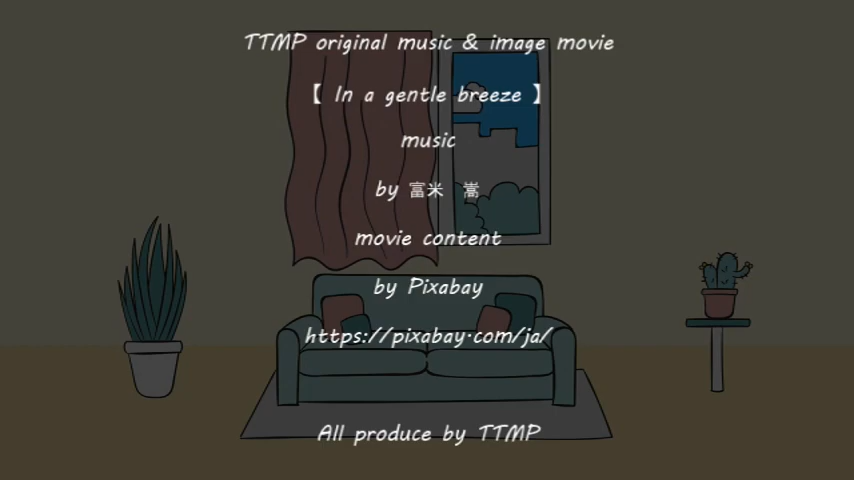 TTMP original music & image movie
【 In a gentle breeze 】
music
by 富米 嵩
movie content
by Pixabay
https://pixabay.com/ja/
All produce by TTMP